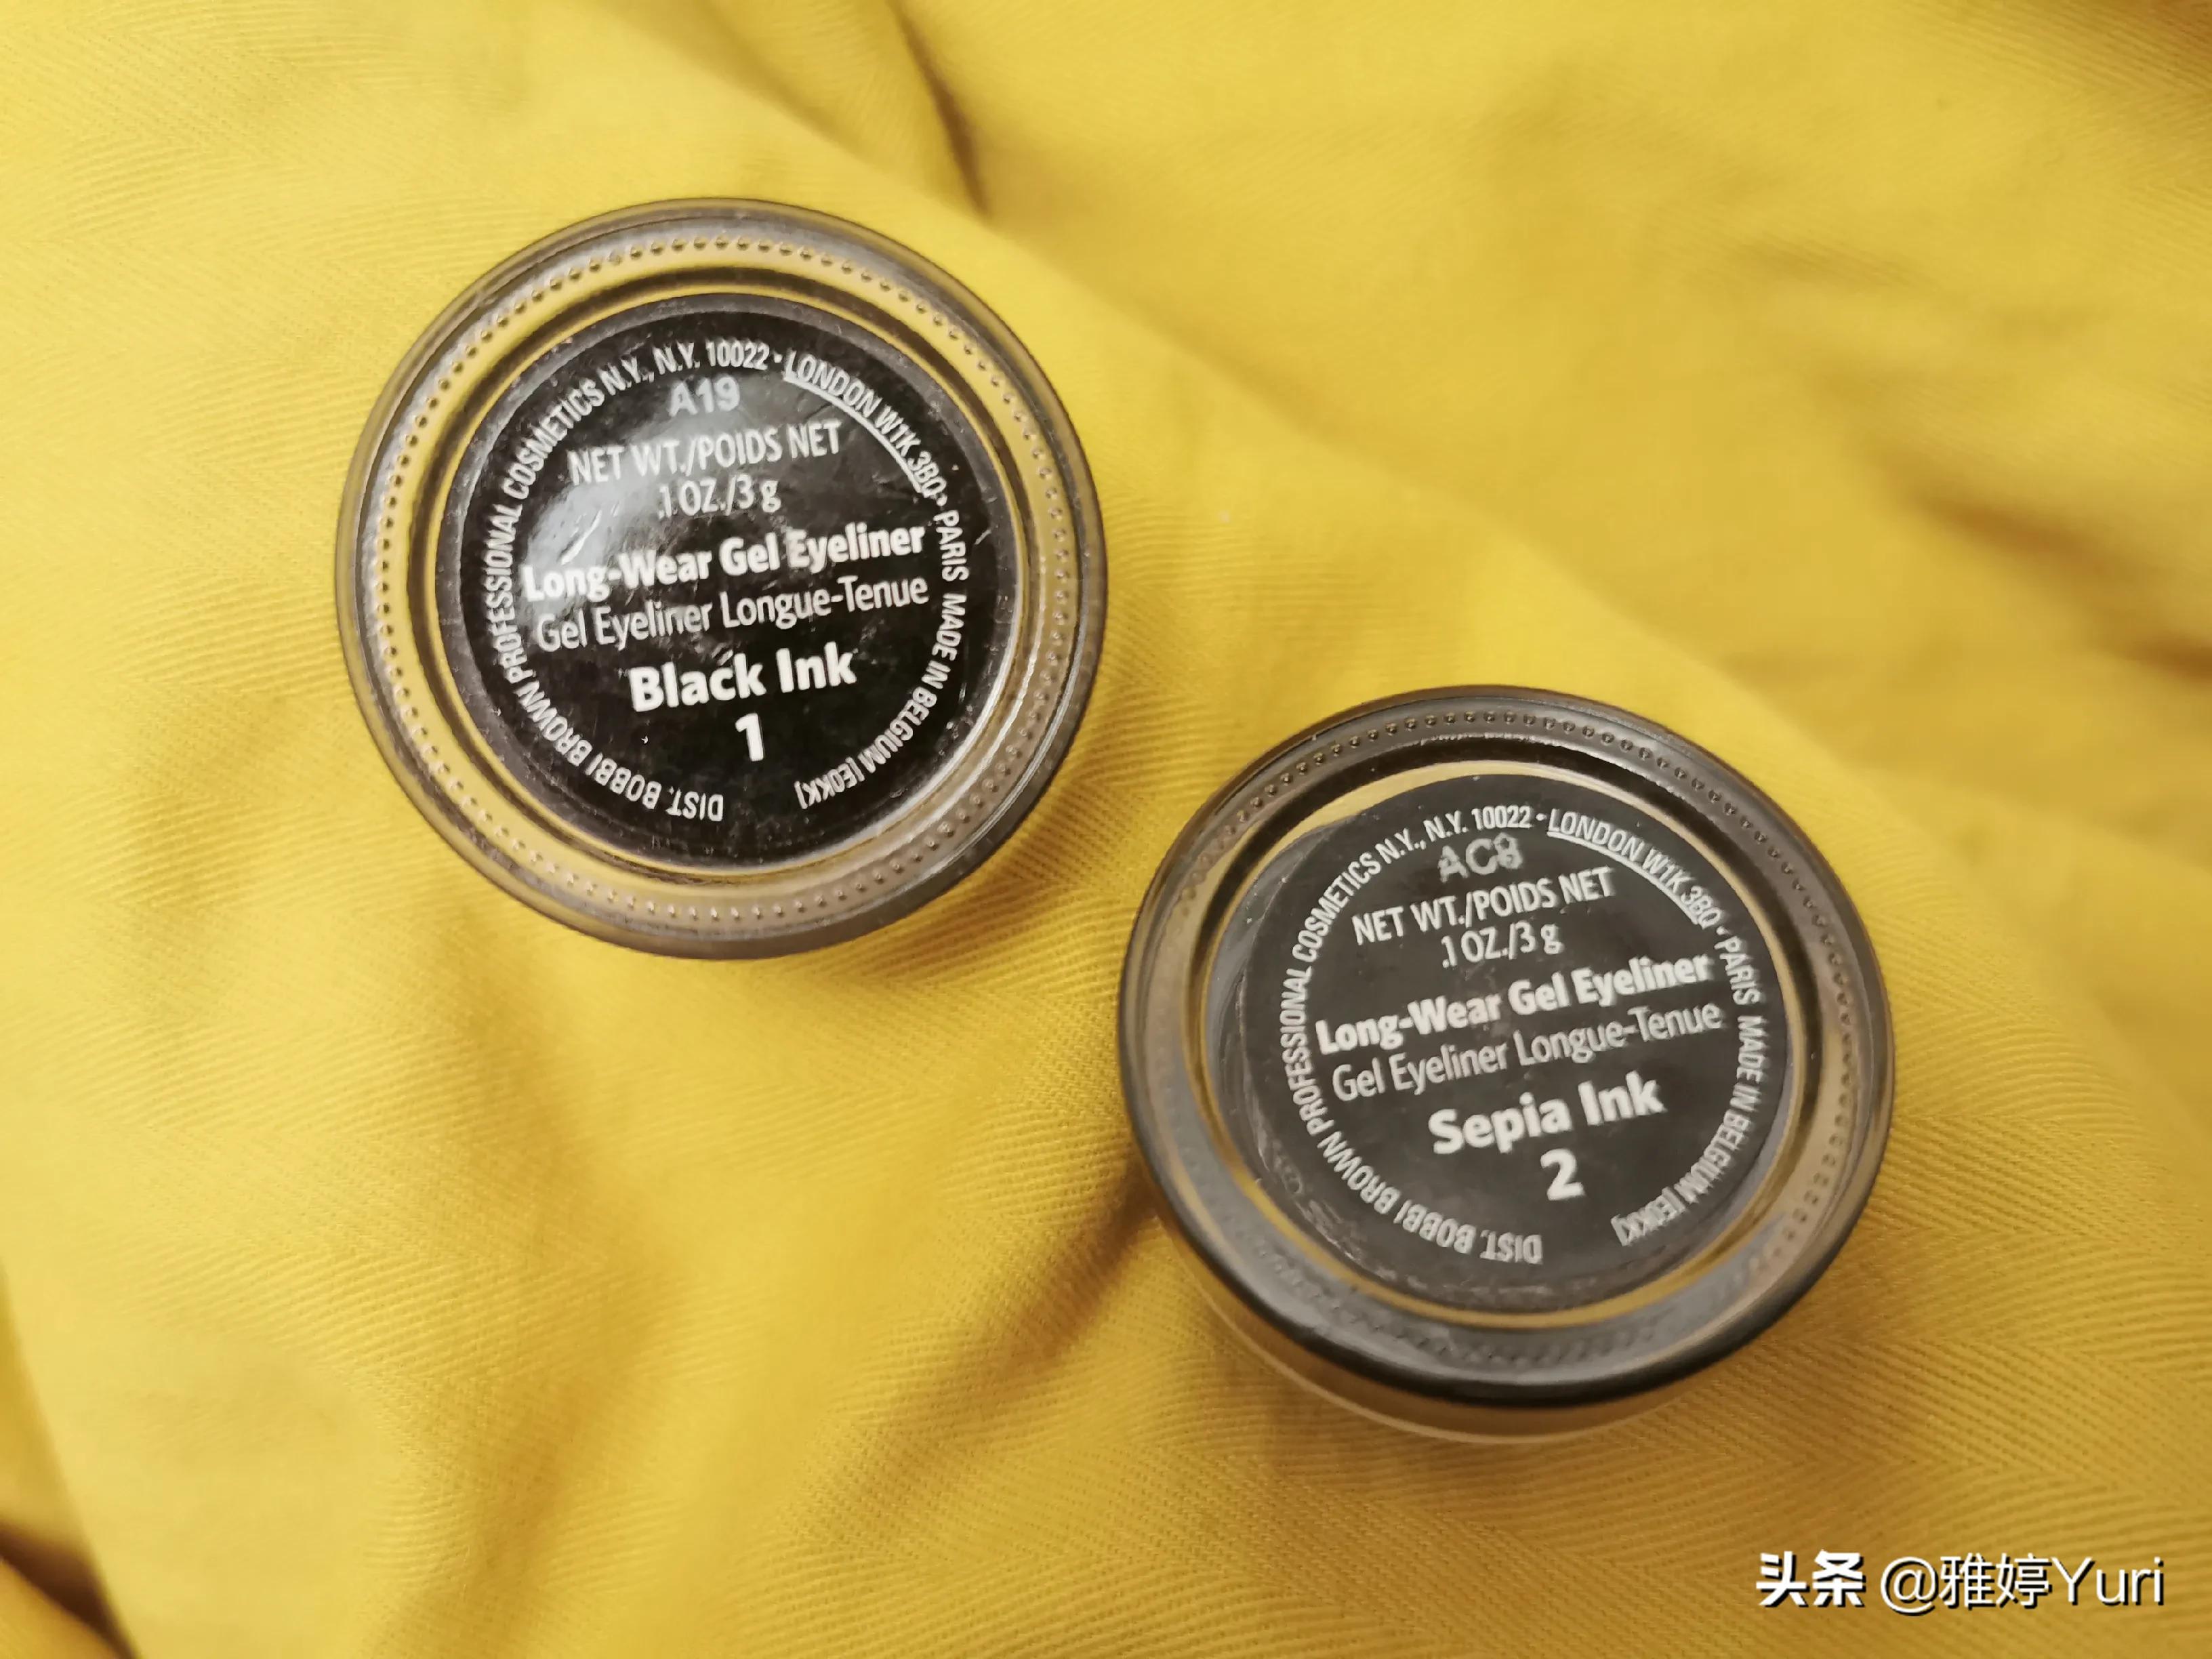 DIST. BOBBI BROWN PROFESSIONAL COSMETICS N.Y., N.Y. 10022 · LONDON W1K 3BQ · PARIS MADE IN BELGIUM [E0KK]
A19
NET WT./POIDS NET
.1 OZ./3 g
Long-Wear Gel Eyeliner
Gel Eyeliner Longue-Tenue
Black Ink
1
DIST. BOBBI BROWN PROFESSIONAL COSMETICS N.Y., N.Y. 10022 · LONDON W1K 3BQ · PARIS MADE IN BELGIUM [E0KK]
AC8
NET WT./POIDS NET
.1 OZ./3 g
Long-Wear Gel Eyeliner
Gel Eyeliner Longue-Tenue
Sepia Ink
2
头条 @雅婷Yuri